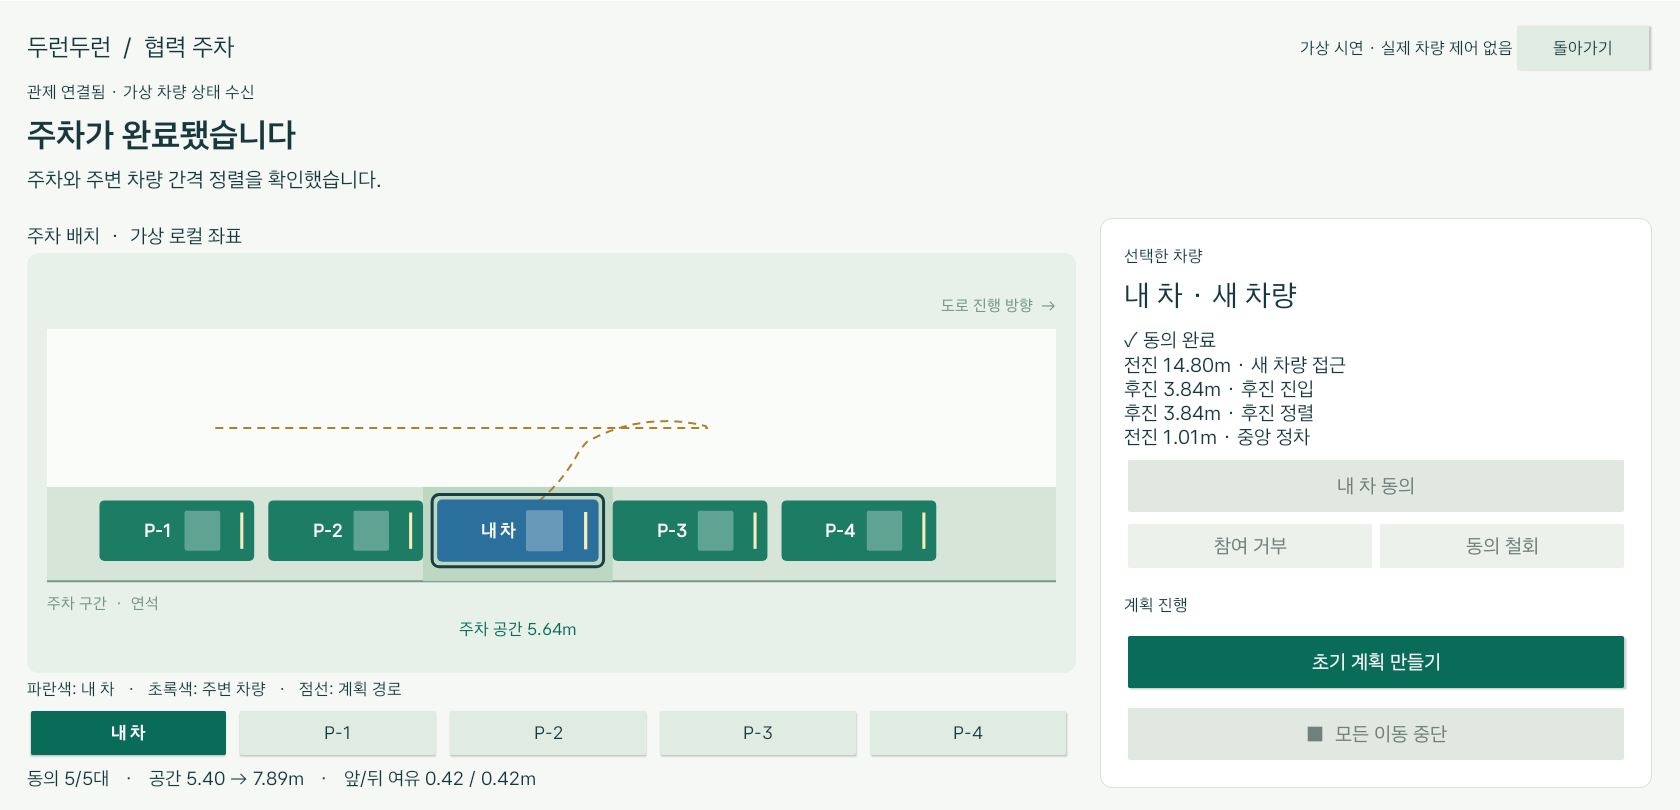 두런두런 / 협력 주차
가상 시연 · 실제 차량 제어 없음
돌아가기
관제 연결됨 · 가상 차량 상태 수신
주차가 완료됐습니다
주차와 주변 차량 간격 정렬을 확인했습니다.
주차 배치 · 가상 로컬 좌표
도로 진행 방향 →
P-1
P-2
내 차
P-3
P-4
주차 구간 · 연석
주차 공간 5.64m
파란색: 내 차 · 초록색: 주변 차량 · 점선: 계획 경로
내 차
P-1
P-2
P-3
P-4
동의 5/5대 · 공간 5.40 → 7.89m · 앞/뒤 여유 0.42 / 0.42m
선택한 차량
내 차 · 새 차량
✓ 동의 완료
전진 14.80m · 새 차량 접근
후진 3.84m · 후진 진입
후진 3.84m · 후진 정렬
전진 1.01m · 중앙 정차
내 차 동의
참여 거부
동의 철회
계획 진행
초기 계획 만들기
■ 모든 이동 중단